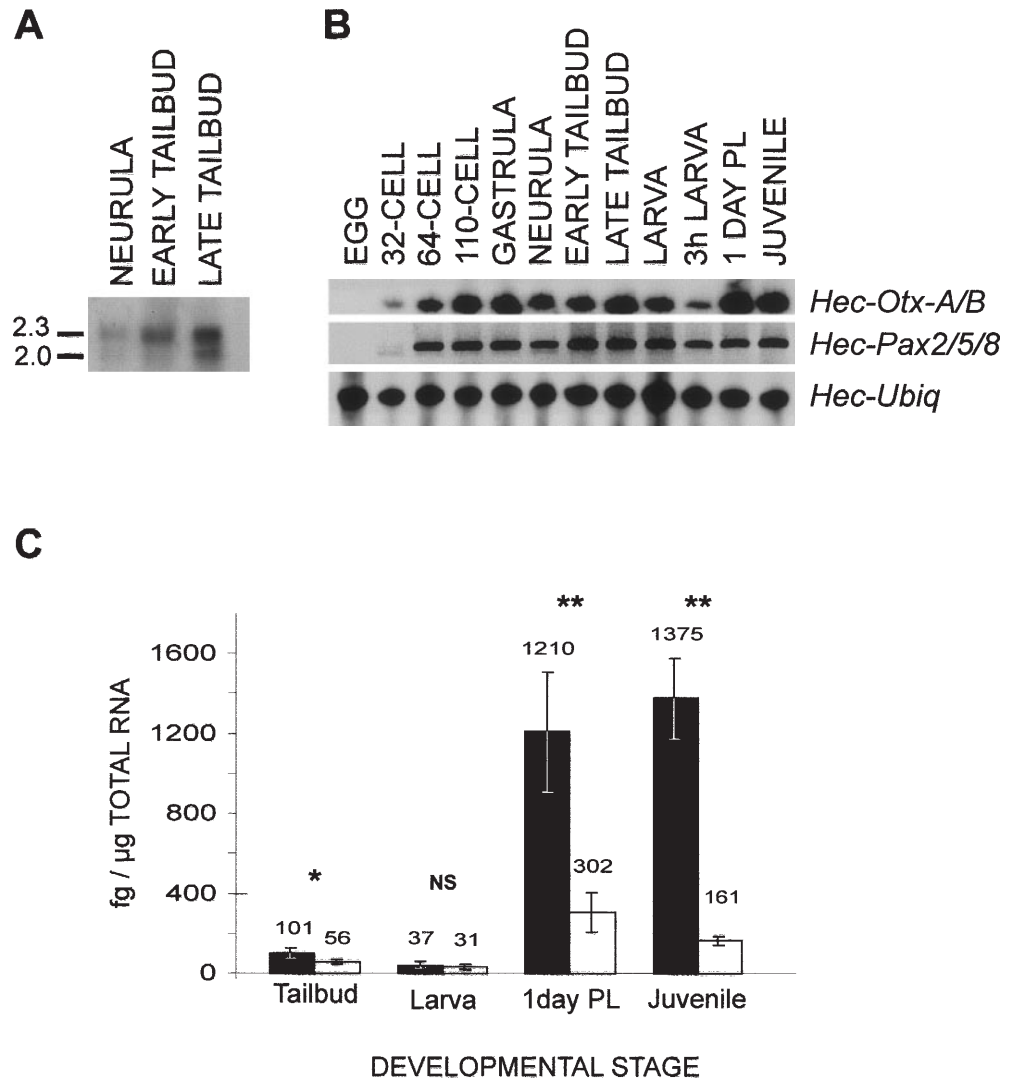 A
NEURULA
EARLY TAILBUD
LATE TAILBUD
2.3
2.0
B
EGG
32-CELL
64-CELL
110-CELL
GASTRULA
NEURULA
EARLY TAILBUD
LATE TAILBUD
LARVA
3h LARVA
1 DAY PL
JUVENILE
Hec-Otx-A/B
Hec-Pax2/5/8
Hec-Ubiq
C
fg / µg TOTAL RNA
1600
1200
800
400
0
*
NS
**
**
101
56
37
31
1210
302
1375
161
Tailbud
Larva
1day PL
Juvenile
DEVELOPMENTAL STAGE